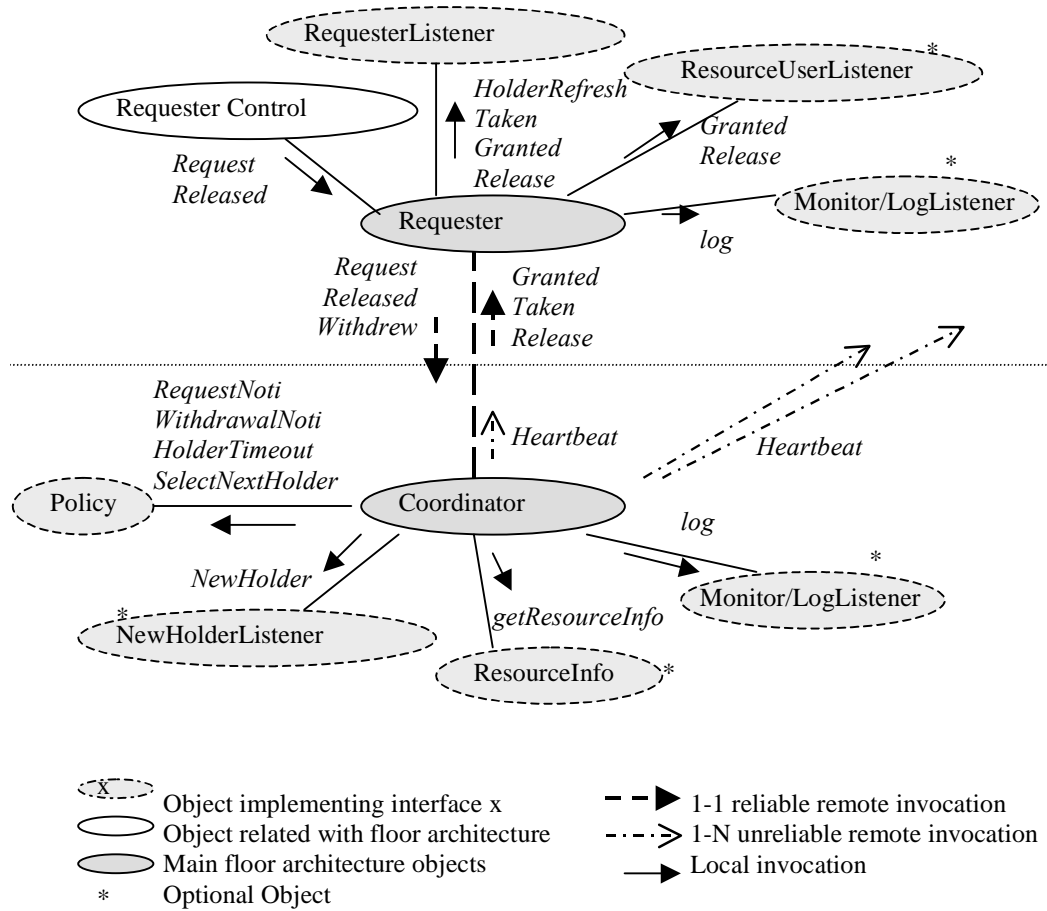 RequesterListener
*
ResourceUserListener
HolderRefresh
Taken
Granted
Release
Requester Control
Granted
Release
Request
Released
*
Monitor/LogListener
Requester
log
Request
Released
Withdrew
Granted
Taken
Release
RequestNoti
WithdrawalNoti
HolderTimeout
SelectNextHolder
Heartbeat
Heartbeat
Policy
Coordinator
log
NewHolder
*
Monitor/LogListener
getResourceInfo
*
NewHolderListener
ResourceInfo
*
x
Object implementing interface x
Object related with floor architecture
Main floor architecture objects
* Optional Object
1-1 reliable remote invocation
1-N unreliable remote invocation
Local invocation